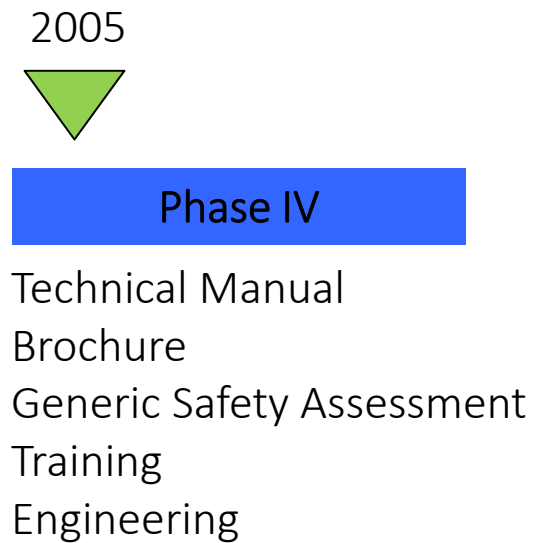 2005
Phase IV
Technical Manual
Brochure
Generic Safety Assessment
Training
Engineering